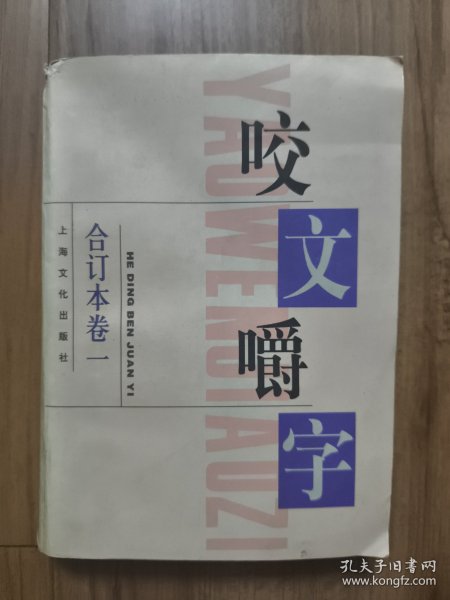 咬文嚼字
YAOWENJIAOZI
HE DING BEN JUAN YI
合订本卷一
上海文化出版社
孔夫子旧书网
www.kongfz.com